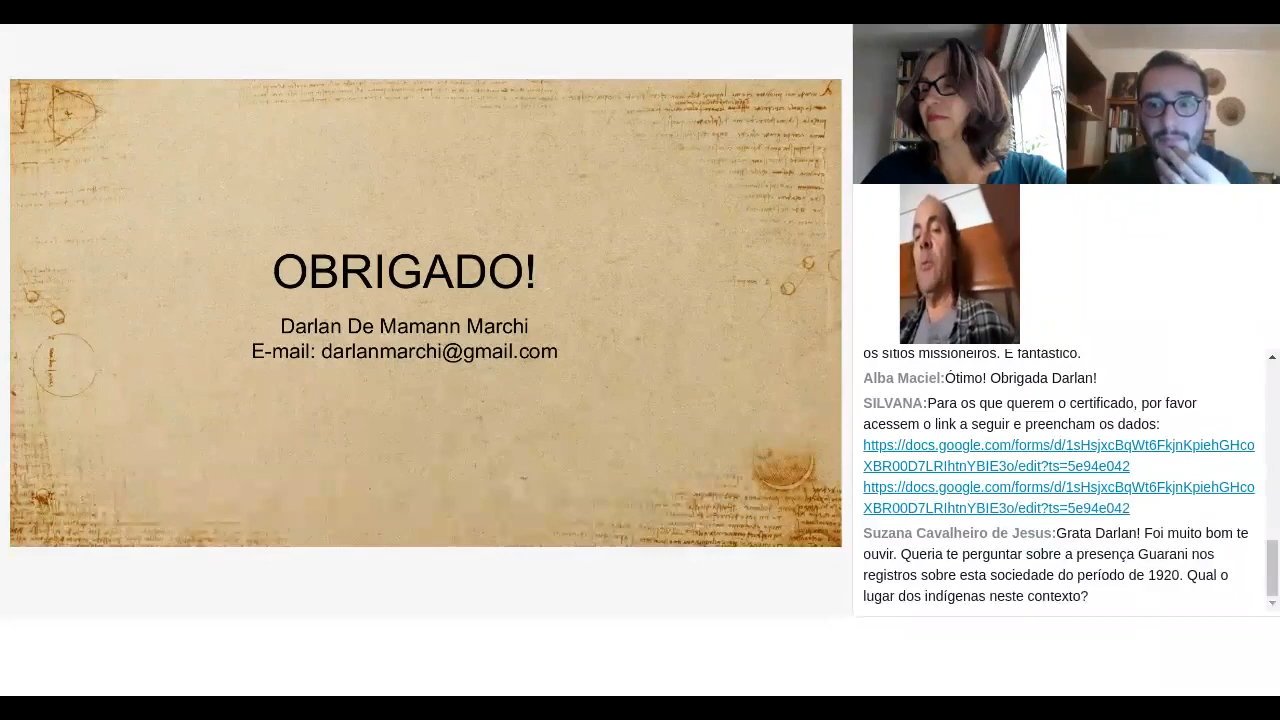 OBRIGADO!
Darlan De Mamann Marchi
E-mail: darlanmarchi@gmail.com
os sítios missioneiros. É fantástico.
Alba Maciel:Ótimo! Obrigada Darlan!
SILVANA:Para os que querem o certificado, por favor
acessem o link a seguir e preencham os dados:
https://docs.google.com/forms/d/1sHsjxcBqWt6FkjnKpiehGHco
XBR00D7LRIhtnYBIE3o/edit?ts=5e94e042
https://docs.google.com/forms/d/1sHsjxcBqWt6FkjnKpiehGHco
XBR00D7LRIhtnYBIE3o/edit?ts=5e94e042
Suzana Cavalheiro de Jesus:Grata Darlan! Foi muito bom te
ouvir. Queria te perguntar sobre a presença Guarani nos
registros sobre esta sociedade do período de 1920. Qual o
lugar dos indígenas neste contexto?